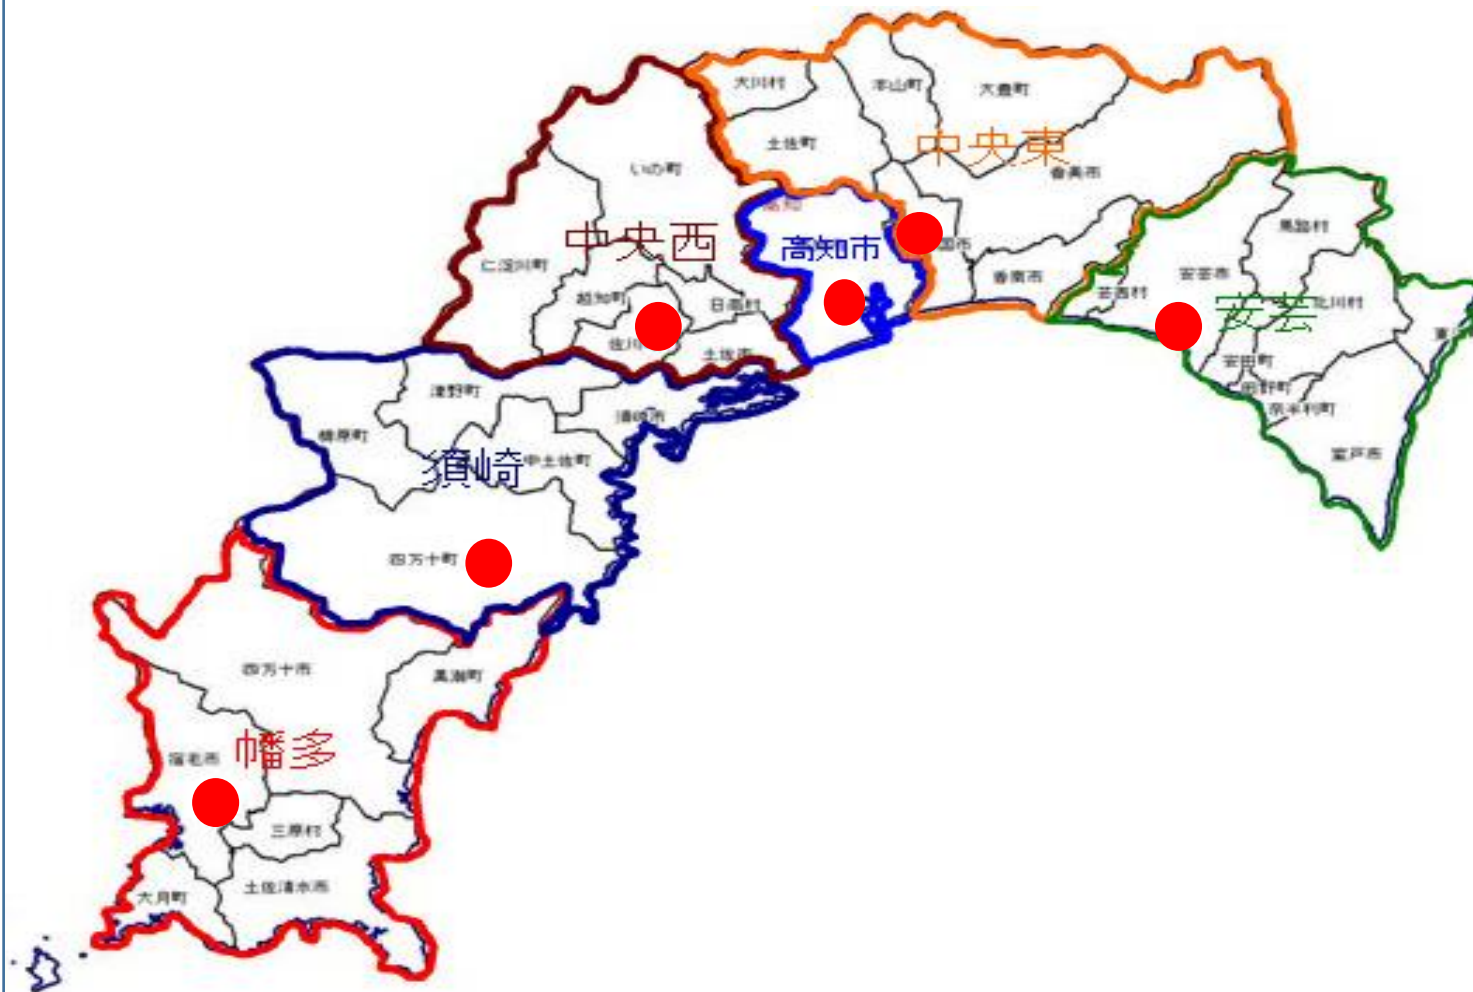 大川村
本山町
大豊町
土佐町
中央東
香美市
いの町
高知
中央西
高知市
国市
仁淀川町
香南市
馬路村
安芸市
芸西村
安芸
北川村
越知町
日高村
佐川
土佐市
東
安田町
田野町
奈半利町
室戸市
津野町
須崎市
梼原町
須崎
中土佐町
四万十町
四万十市
黒潮町
幡多
宿毛市
三原村
土佐清水市
大月町